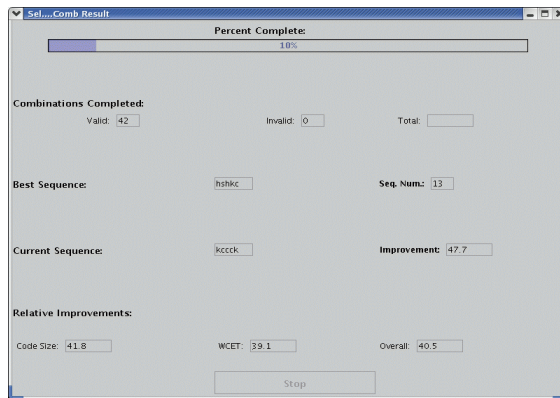 Sel....Comb Result
Percent Complete:
10%
Combinations Completed:
Valid: 42 Invalid: 0 Total:
Best Sequence: hshkc Seq. Num.: 13
Current Sequence: kccck Improvement: 47.7
Relative Improvements:
Code Size: 41.8 WCET: 39.1 Overall: 40.5
Stop